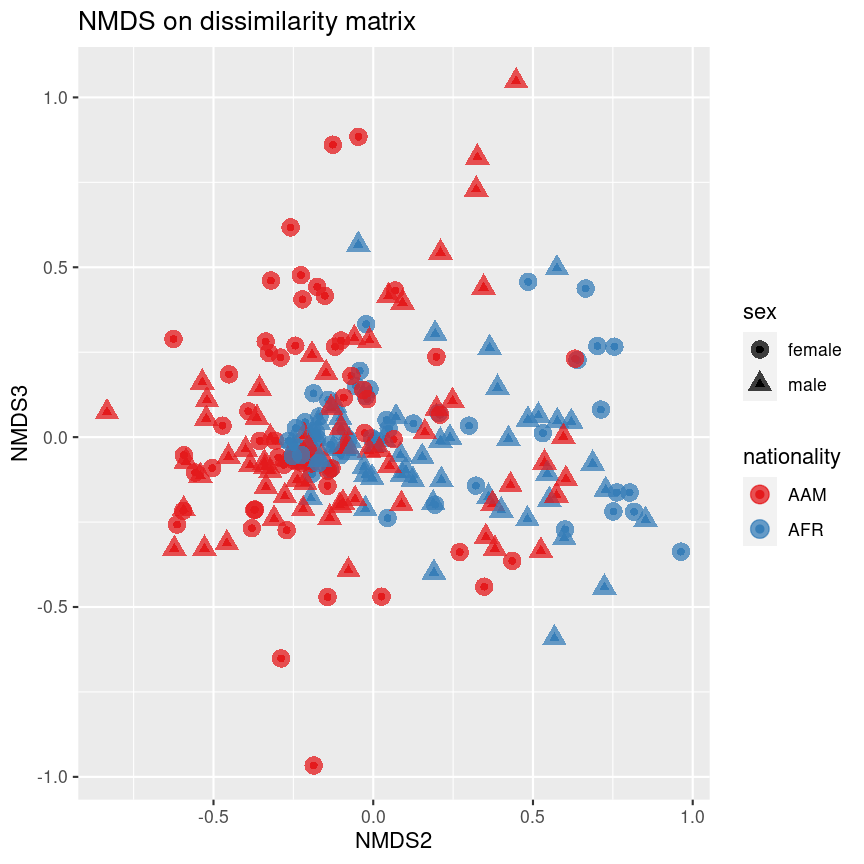 NMDS on dissimilarity matrix
1.0
0.5
0.0
-0.5
-1.0
NMDS3
-0.5
0.0
0.5
1.0
NMDS2
sex
female
male
nationality
AAM
AFR